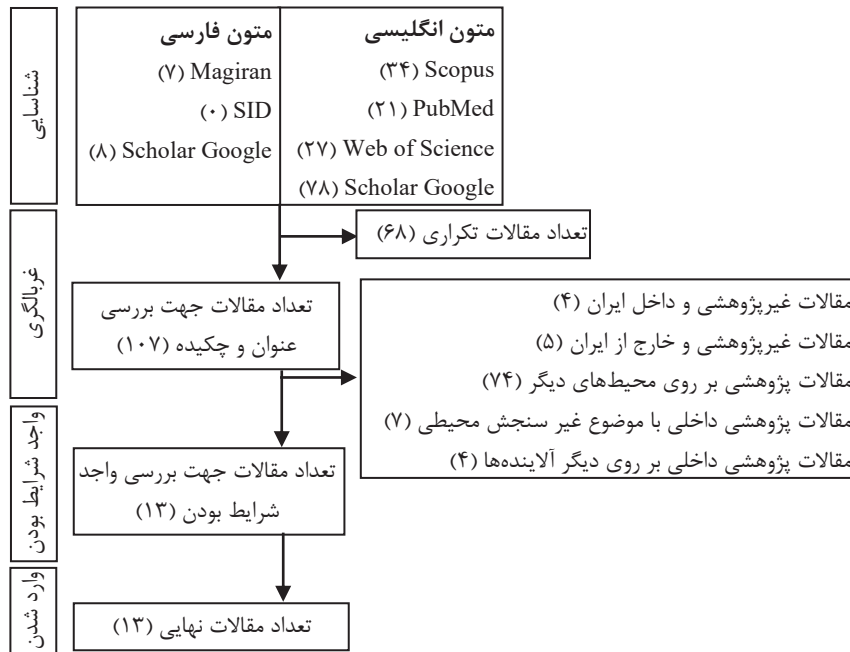 شناسایی
متون انگلیسی
Scopus (۳۴)
PubMed (۲۱)
Web of Science (۲۷)
Scholar Google (۷۸)
متون فارسی
Magiran (۷)
SID (۰)
Scholar Google (۸)
غربالگری
تعداد مقالات تکراری (۶۸)
تعداد مقالات جهت بررسی
عنوان و چکیده (۱۰۷)
مقالات غیرپژوهشی و داخل ایران (۴)
مقالات غیرپژوهشی و خارج از ایران (۵)
مقالات پژوهشی بر روی محیط‌های دیگر (۷۴)
مقالات پژوهشی داخلی با موضوع غیر سنجش محیطی (۷)
مقالات پژوهشی داخلی بر روی دیگر آلاینده‌ها (۴)
واجد شرایط بودن
تعداد مقالات جهت بررسی واجد
شرایط بودن (۱۳)
وارد شدن
تعداد مقالات نهایی (۱۳)